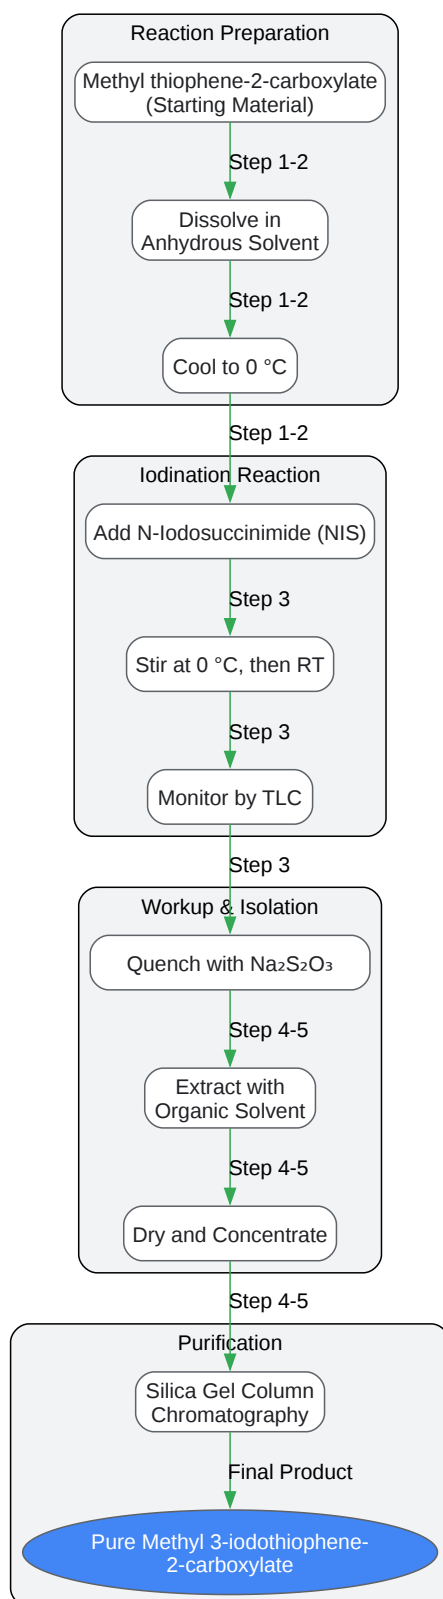 Reaction Preparation
Methyl thiophene-2-carboxylate
(Starting Material)
Step 1-2
Dissolve in
Anhydrous Solvent
Step 1-2
Cool to 0 °C
Step 1-2
Iodination Reaction
Add N-Iodosuccinimide (NIS)
Step 3
Stir at 0 °C, then RT
Step 3
Monitor by TLC
Step 3
Workup & Isolation
Quench with Na₂S₂O₃
Step 4-5
Extract with
Organic Solvent
Step 4-5
Dry and Concentrate
Step 4-5
Purification
Silica Gel Column
Chromatography
Final Product
Pure Methyl 3-iodothiophene-
2-carboxylate